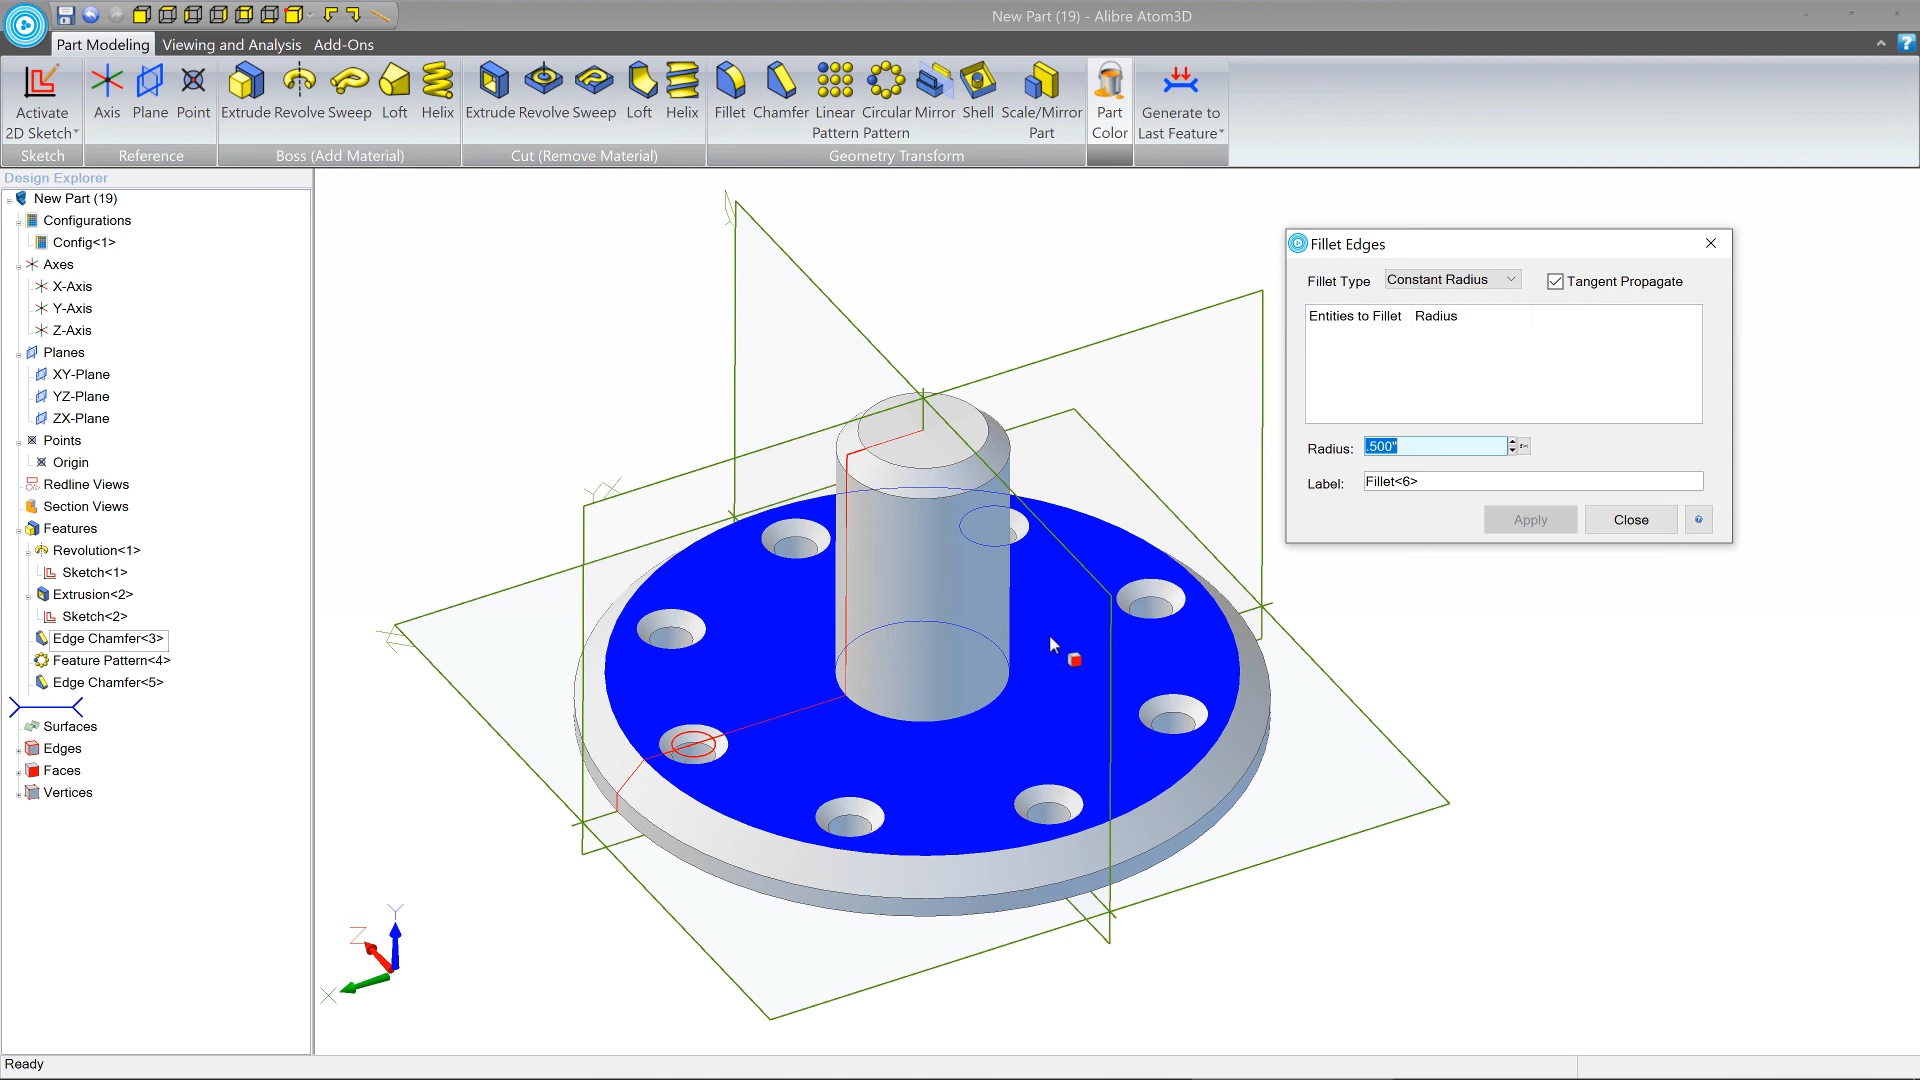 New Part (19) - Alibre Atom3D
Part Modeling Viewing and Analysis Add-Ons
Activate 2D Sketch
Axis Plane Point
Extrude Revolve Sweep Loft Helix
Extrude Revolve Sweep Loft Helix
Fillet Chamfer Linear Pattern Circular Pattern Mirror Shell Scale/Mirror Part
Part Color
Generate to Last Feature
Sketch Reference Boss (Add Material) Cut (Remove Material) Geometry Transform
Design Explorer
New Part (19)
Configurations
Config<1>
Axes
X-Axis
Y-Axis
Z-Axis
Planes
XY-Plane
YZ-Plane
ZX-Plane
Points
Origin
Redline Views
Section Views
Features
Revolution<1>
Sketch<1>
Extrusion<2>
Sketch<2>
Edge Chamfer<3>
Feature Pattern<4>
Edge Chamfer<5>
Surfaces
Edges
Faces
Vertices
Fillet Edges
Fillet Type Constant Radius Tangent Propagate
Entities to Fillet Radius
Radius: .500"
Label: Fillet<6>
Apply Close ?
Y
Z
X
Ready